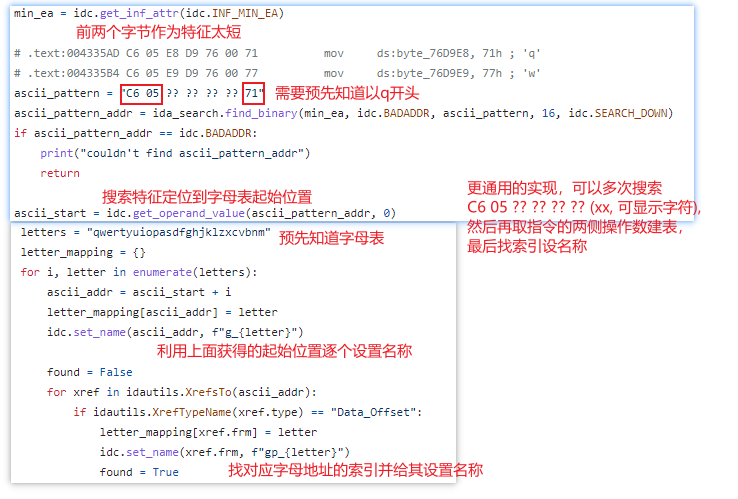 min_ea = idc.get_inf_attr(idc.INF_MIN_EA)
前两个字节作为特征太短
# .text:004335AD C6 05 E8 D9 76 00 71 mov ds:byte_76D9E8, 71h ; 'q'
# .text:004335B4 C6 05 E9 D9 76 00 77 mov ds:byte_76D9E9, 77h ; 'w'
ascii_pattern = "C6 05 ?? ?? ?? ?? 71" 需要预先知道以q开头
ascii_pattern_addr = ida_search.find_binary(min_ea, idc.BADADDR, ascii_pattern, 16, idc.SEARCH_DOWN)
if ascii_pattern_addr == idc.BADADDR:
print("couldn't find ascii_pattern_addr")
return
搜索特征定位到字母表起始位置
ascii_start = idc.get_operand_value(ascii_pattern_addr, 0)
更通用的实现，可以多次搜索
C6 05 ?? ?? ?? ?? (xx, 可显示字符),
然后再取指令的两侧操作数建表，
最后找索引设名称
letters = "qwertyuiopasdfghjklzxcvbnm" 预先知道字母表
letter_mapping = {}
for i, letter in enumerate(letters):
ascii_addr = ascii_start + i
letter_mapping[ascii_addr] = letter
idc.set_name(ascii_addr, f"g_{letter}")
利用上面获得的起始位置逐个设置名称
found = False
for xref in idautils.XrefsTo(ascii_addr):
if idautils.XrefTypeName(xref.type) == "Data_Offset":
letter_mapping[xref.frm] = letter
idc.set_name(xref.frm, f"gp_{letter}")
found = True
找对应字母地址的索引并给其设置名称